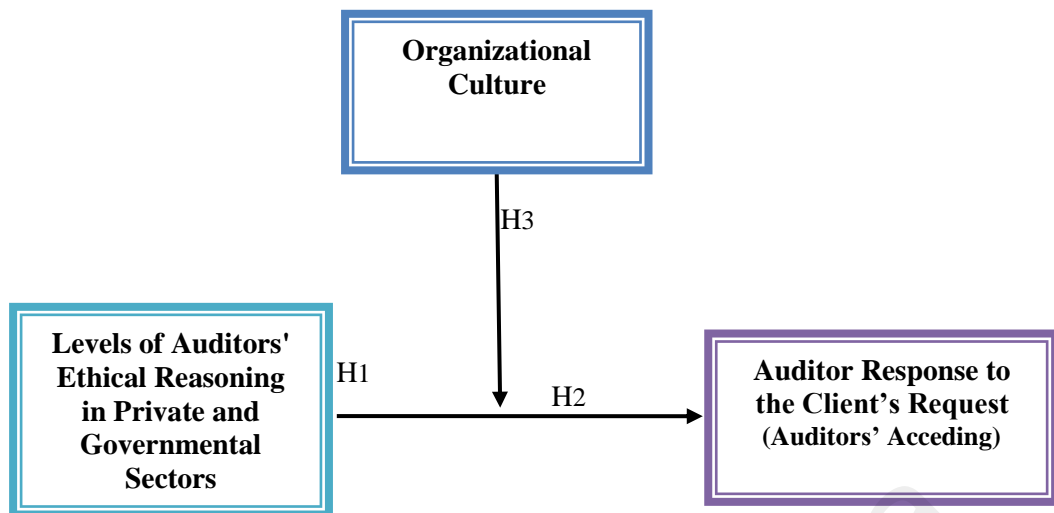 Organizational
Culture
H3
Levels of Auditors'
Ethical Reasoning
in Private and
Governmental
Sectors
H1
H2
Auditor Response to
the Client’s Request
(Auditors’ Acceding)